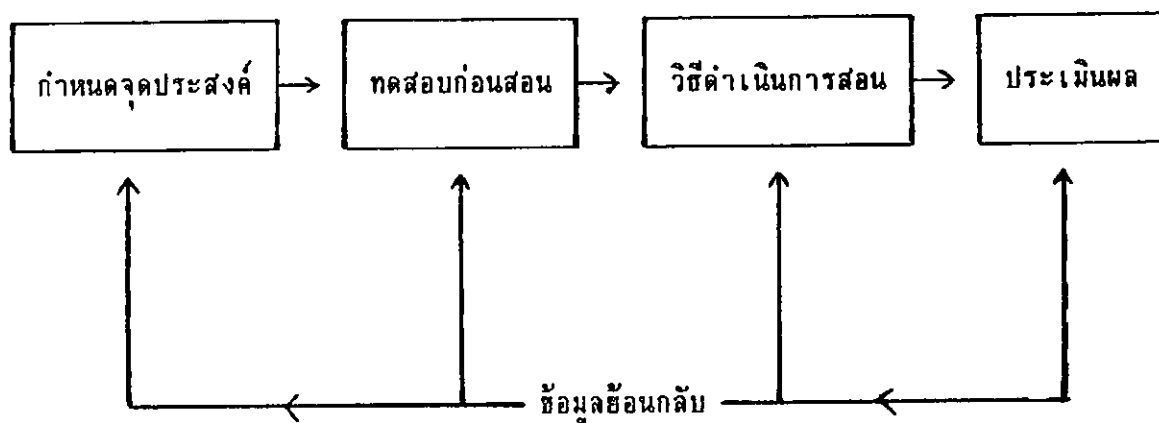 กำหนดจุดประสงค์
ทดสอบก่อนสอน
วิธีดำเนินการสอน
ประเมินผล
ข้อมูลย้อนกลับ